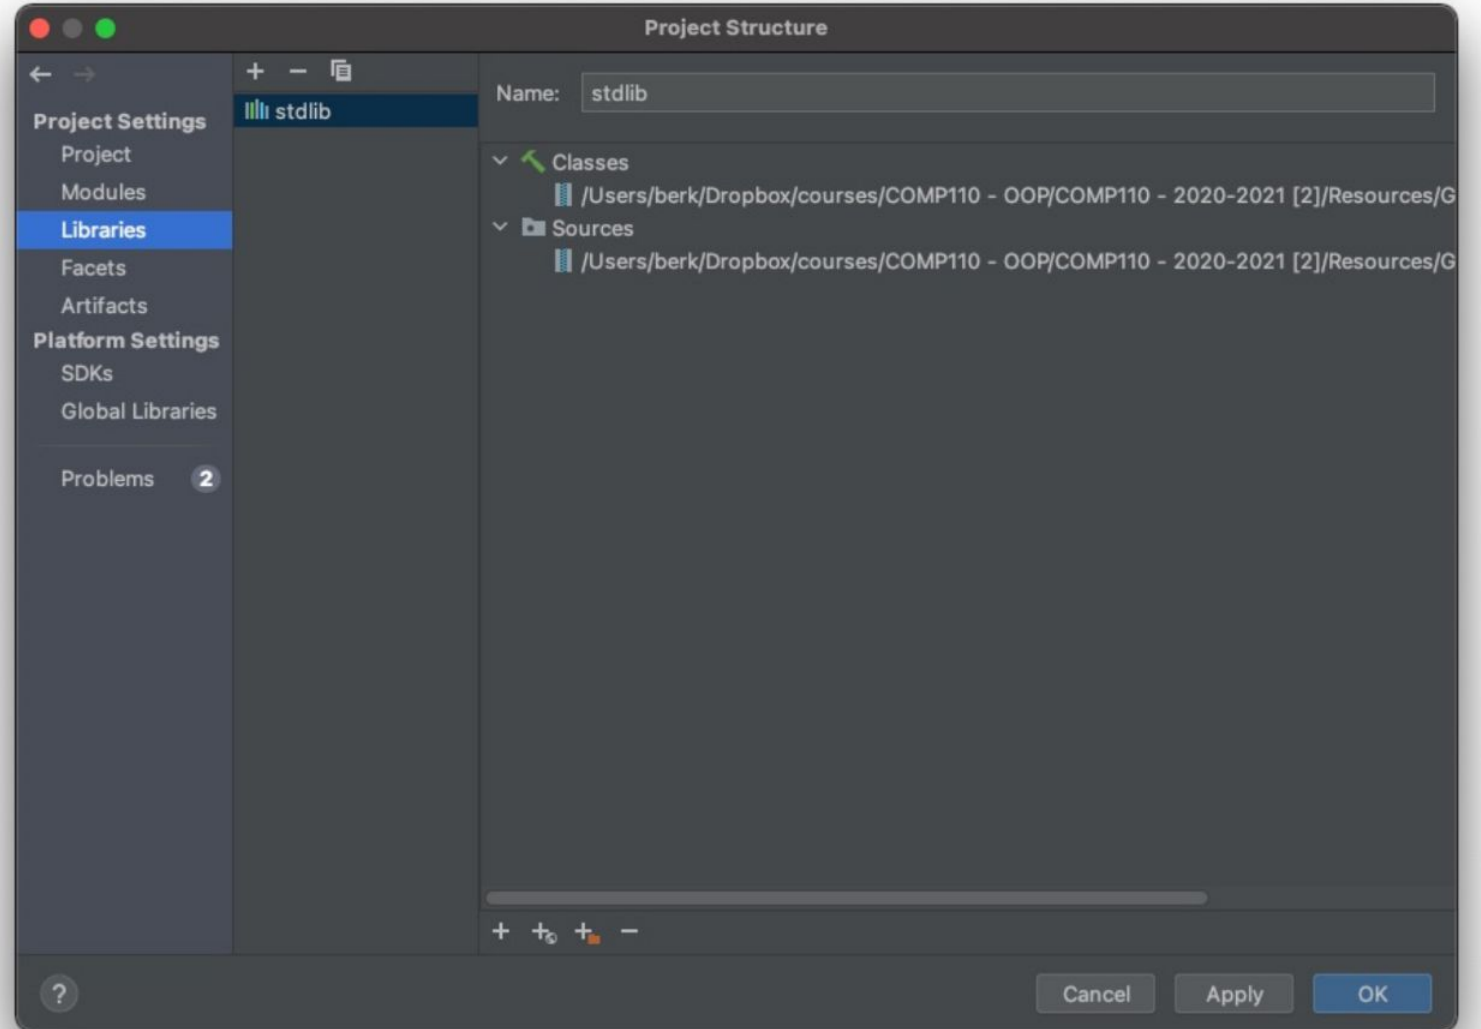 Project Structure
Project Settings
Project
Modules
Libraries
Facets
Artifacts
Platform Settings
SDKs
Global Libraries
Problems 2
stdlib
Name: stdlib
Classes
/Users/berk/Dropbox/courses/COMP110 - OOP/COMP110 - 2020-2021 [2]/Resources/G
Sources
/Users/berk/Dropbox/courses/COMP110 - OOP/COMP110 - 2020-2021 [2]/Resources/G
? Cancel Apply OK